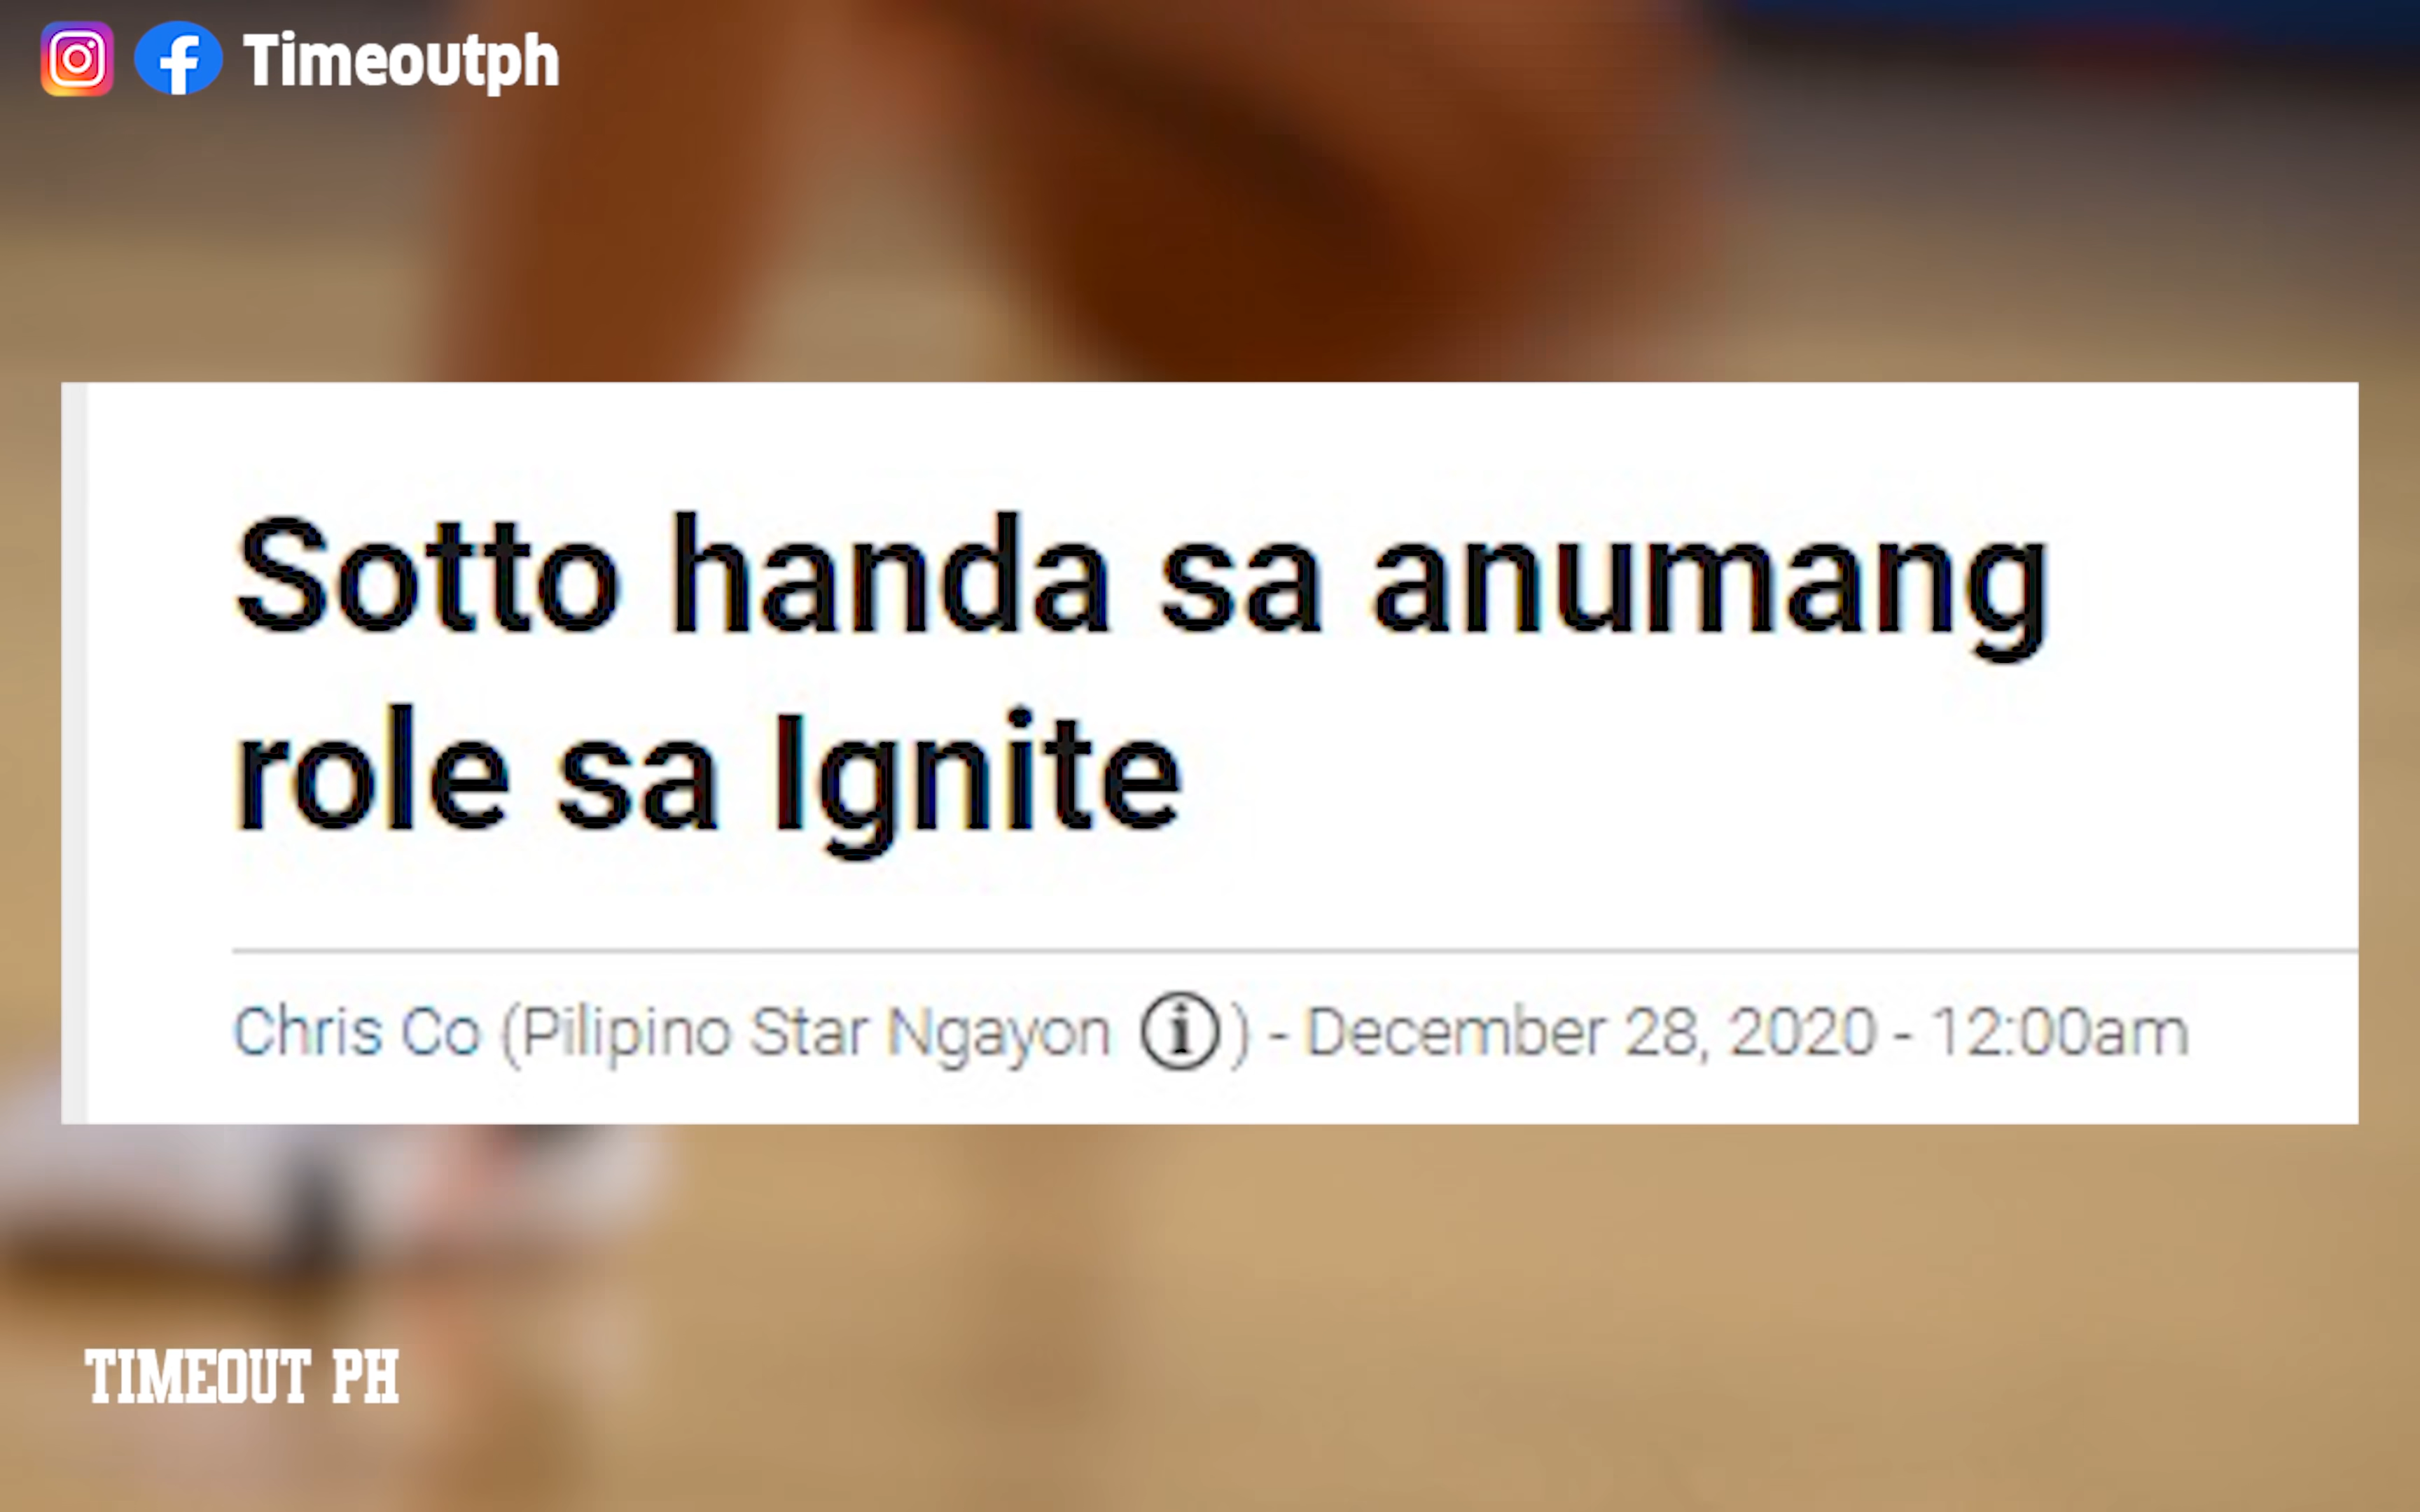 Timeoutph
Sotto handa sa anumang
role sa Ignite
Chris Co (Pilipino Star Ngayon ⓘ) - December 28, 2020 - 12:00am
TIMEOUT PH